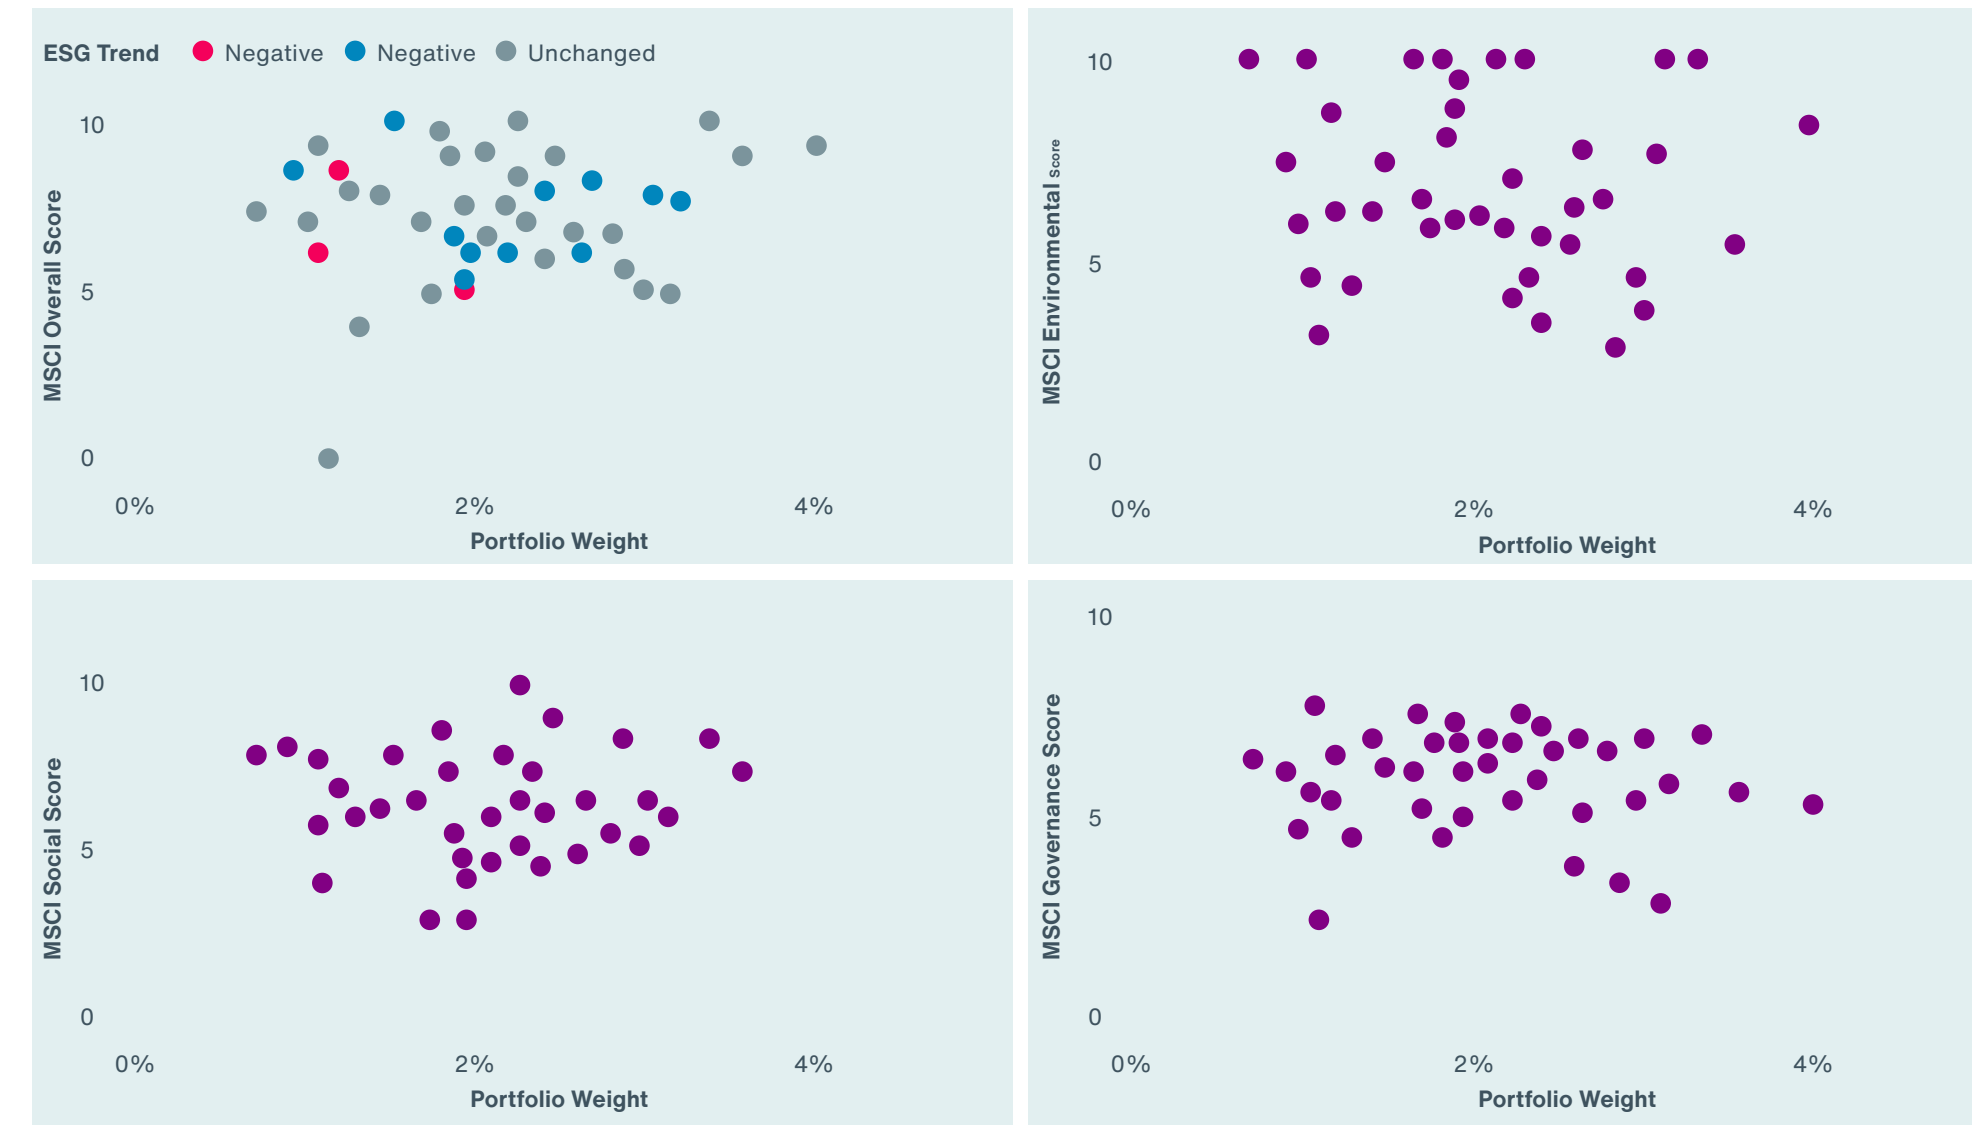 ESG Trend Negative Negative Unchanged
MSCI Overall Score
10
5
0
0% 2% 4%
Portfolio Weight
MSCI Environmental score
10
5
0
0% 2% 4%
Portfolio Weight
MSCI Social Score
10
5
0
0% 2% 4%
Portfolio Weight
MSCI Governance Score
10
5
0
0% 2% 4%
Portfolio Weight